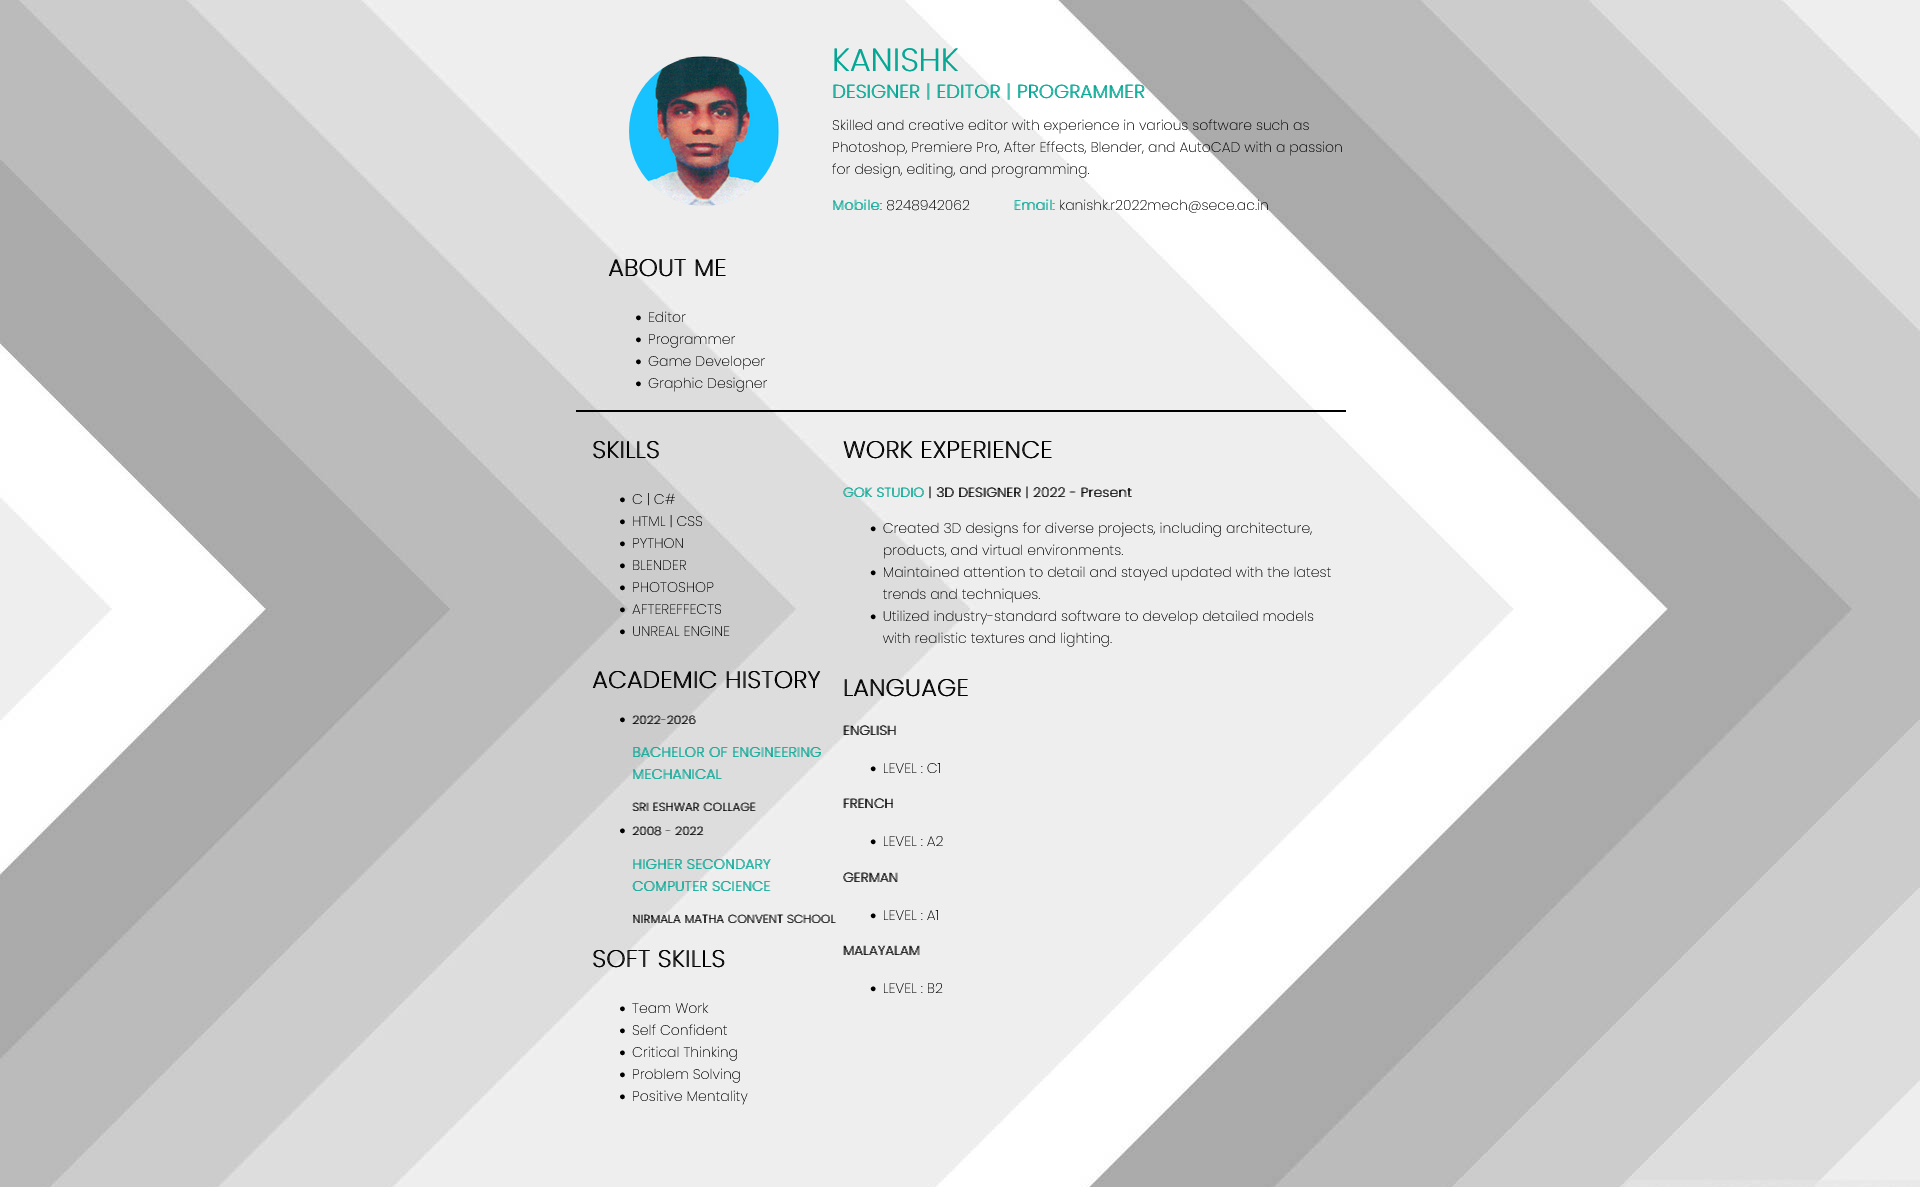 KANISHK
DESIGNER | EDITOR | PROGRAMMER
Skilled and creative editor with experience in various software such as
Photoshop, Premiere Pro, After Effects, Blender, and AutoCAD with a passion
for design, editing, and programming.
Mobile: 8248942062 Email: kanishk.r2022mech@sece.ac.in
ABOUT ME
• Editor
• Programmer
• Game Developer
• Graphic Designer
SKILLS
• C | C#
• HTML | CSS
• PYTHON
• BLENDER
• PHOTOSHOP
• AFTEREFFECTS
• UNREAL ENGINE
ACADEMIC HISTORY
• 2022-2026
BACHELOR OF ENGINEERING
MECHANICAL
SRI ESHWAR COLLAGE
• 2008 - 2022
HIGHER SECONDARY
COMPUTER SCIENCE
NIRMALA MATHA CONVENT SCHOOL
SOFT SKILLS
• Team Work
• Self Confident
• Critical Thinking
• Problem Solving
• Positive Mentality
WORK EXPERIENCE
GOK STUDIO | 3D DESIGNER | 2022 - Present
• Created 3D designs for diverse projects, including architecture,
products, and virtual environments.
• Maintained attention to detail and stayed updated with the latest
trends and techniques.
• Utilized industry-standard software to develop detailed models
with realistic textures and lighting.
LANGUAGE
ENGLISH
• LEVEL : C1
FRENCH
• LEVEL : A2
GERMAN
• LEVEL : A1
MALAYALAM
• LEVEL : B2